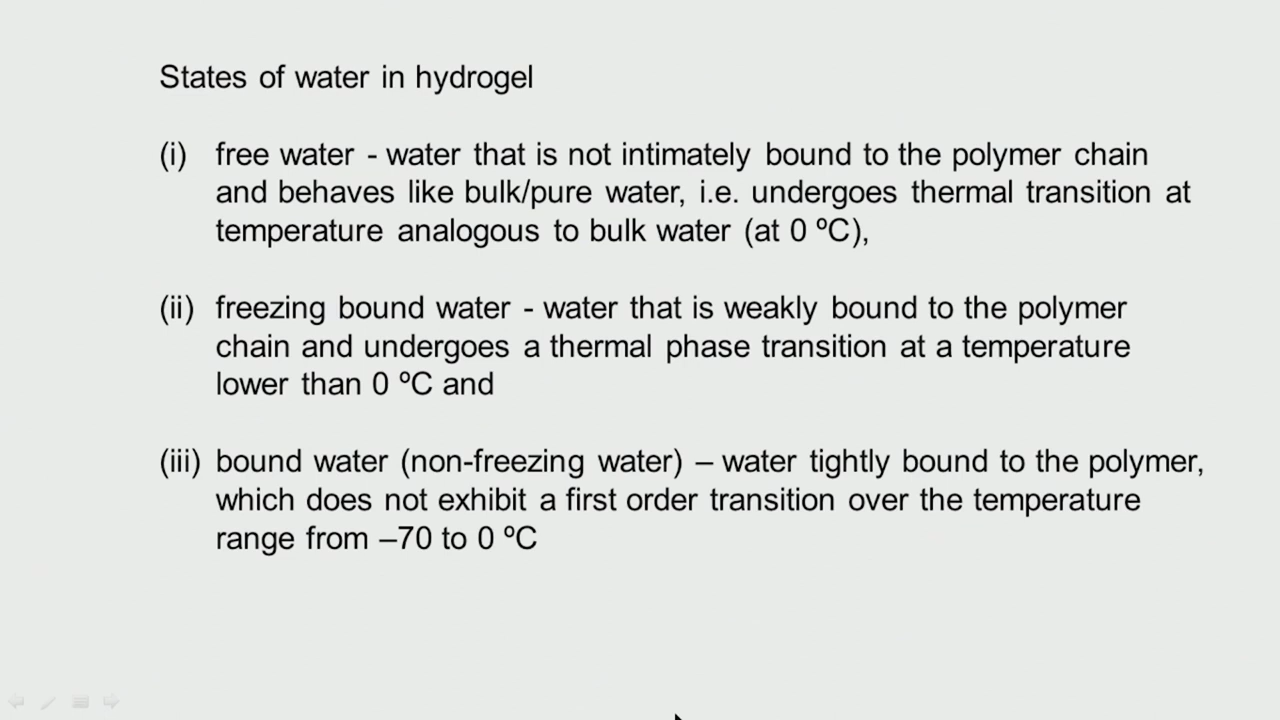 States of water in hydrogel
(i) free water - water that is not intimately bound to the polymer chain
and behaves like bulk/pure water, i.e. undergoes thermal transition at
temperature analogous to bulk water (at 0 ºC),
(ii) freezing bound water - water that is weakly bound to the polymer
chain and undergoes a thermal phase transition at a temperature
lower than 0 ºC and
(iii) bound water (non-freezing water) – water tightly bound to the polymer,
which does not exhibit a first order transition over the temperature
range from –70 to 0 ºC